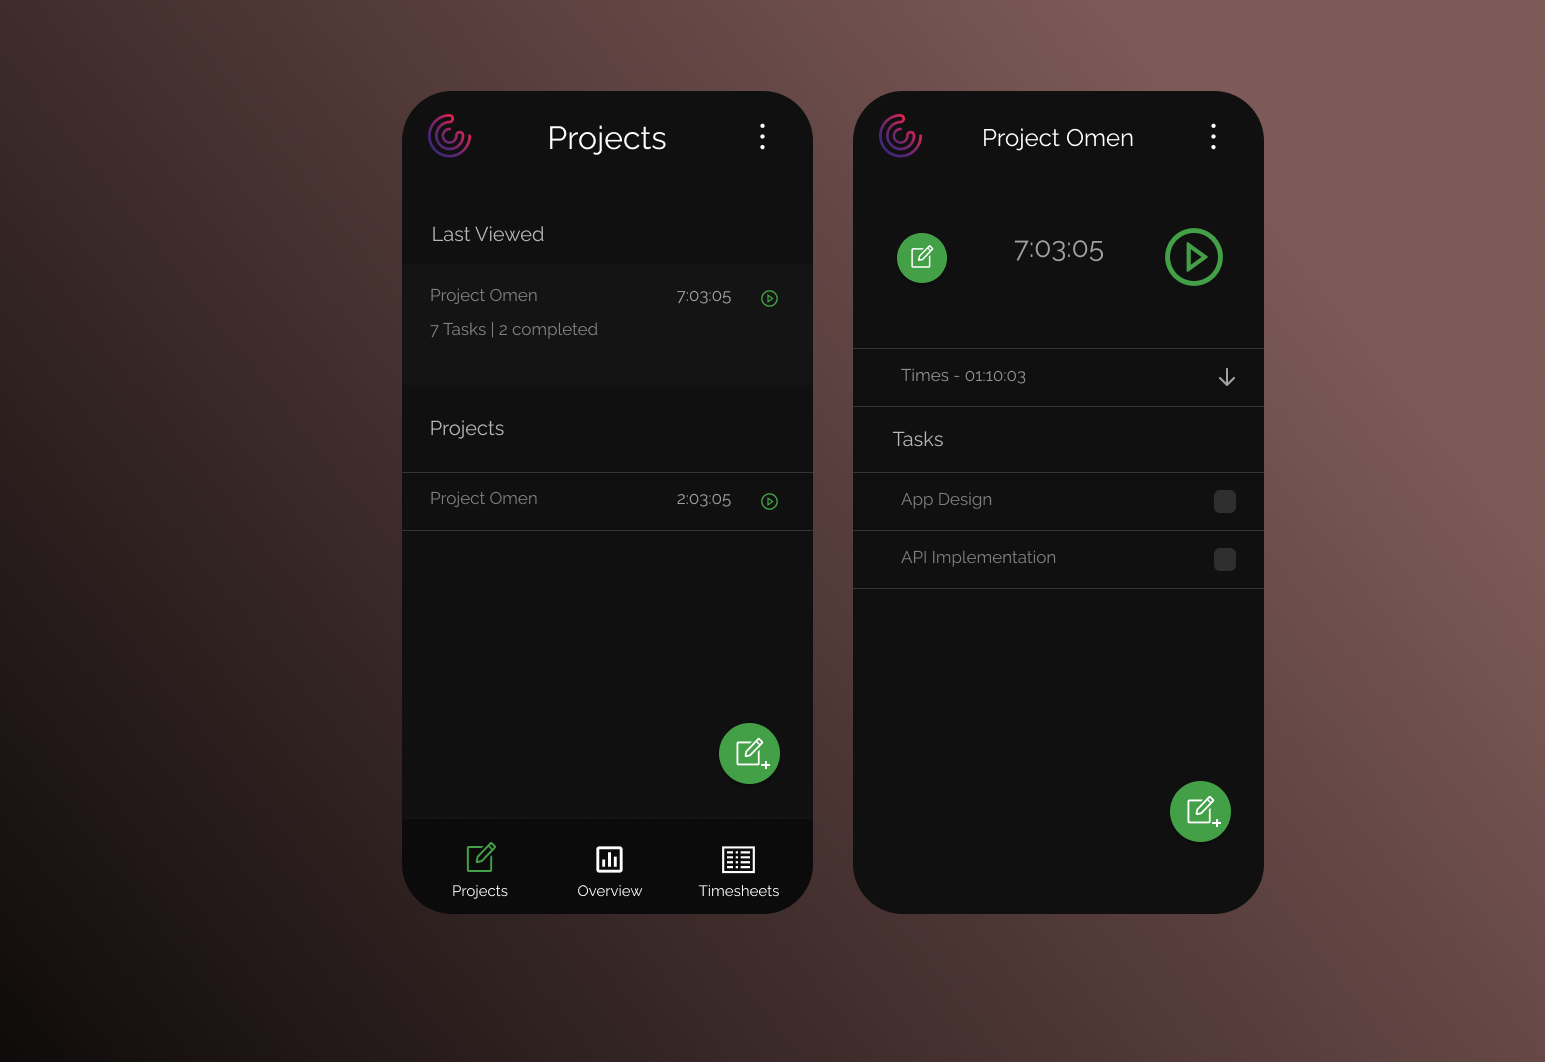 Projects
Last Viewed
Project Omen 7:03:05
7 Tasks | 2 completed
Projects
Project Omen 2:03:05
Projects Overview Timesheets
Project Omen
7:03:05
Times - 01:10:03
Tasks
App Design
API Implementation